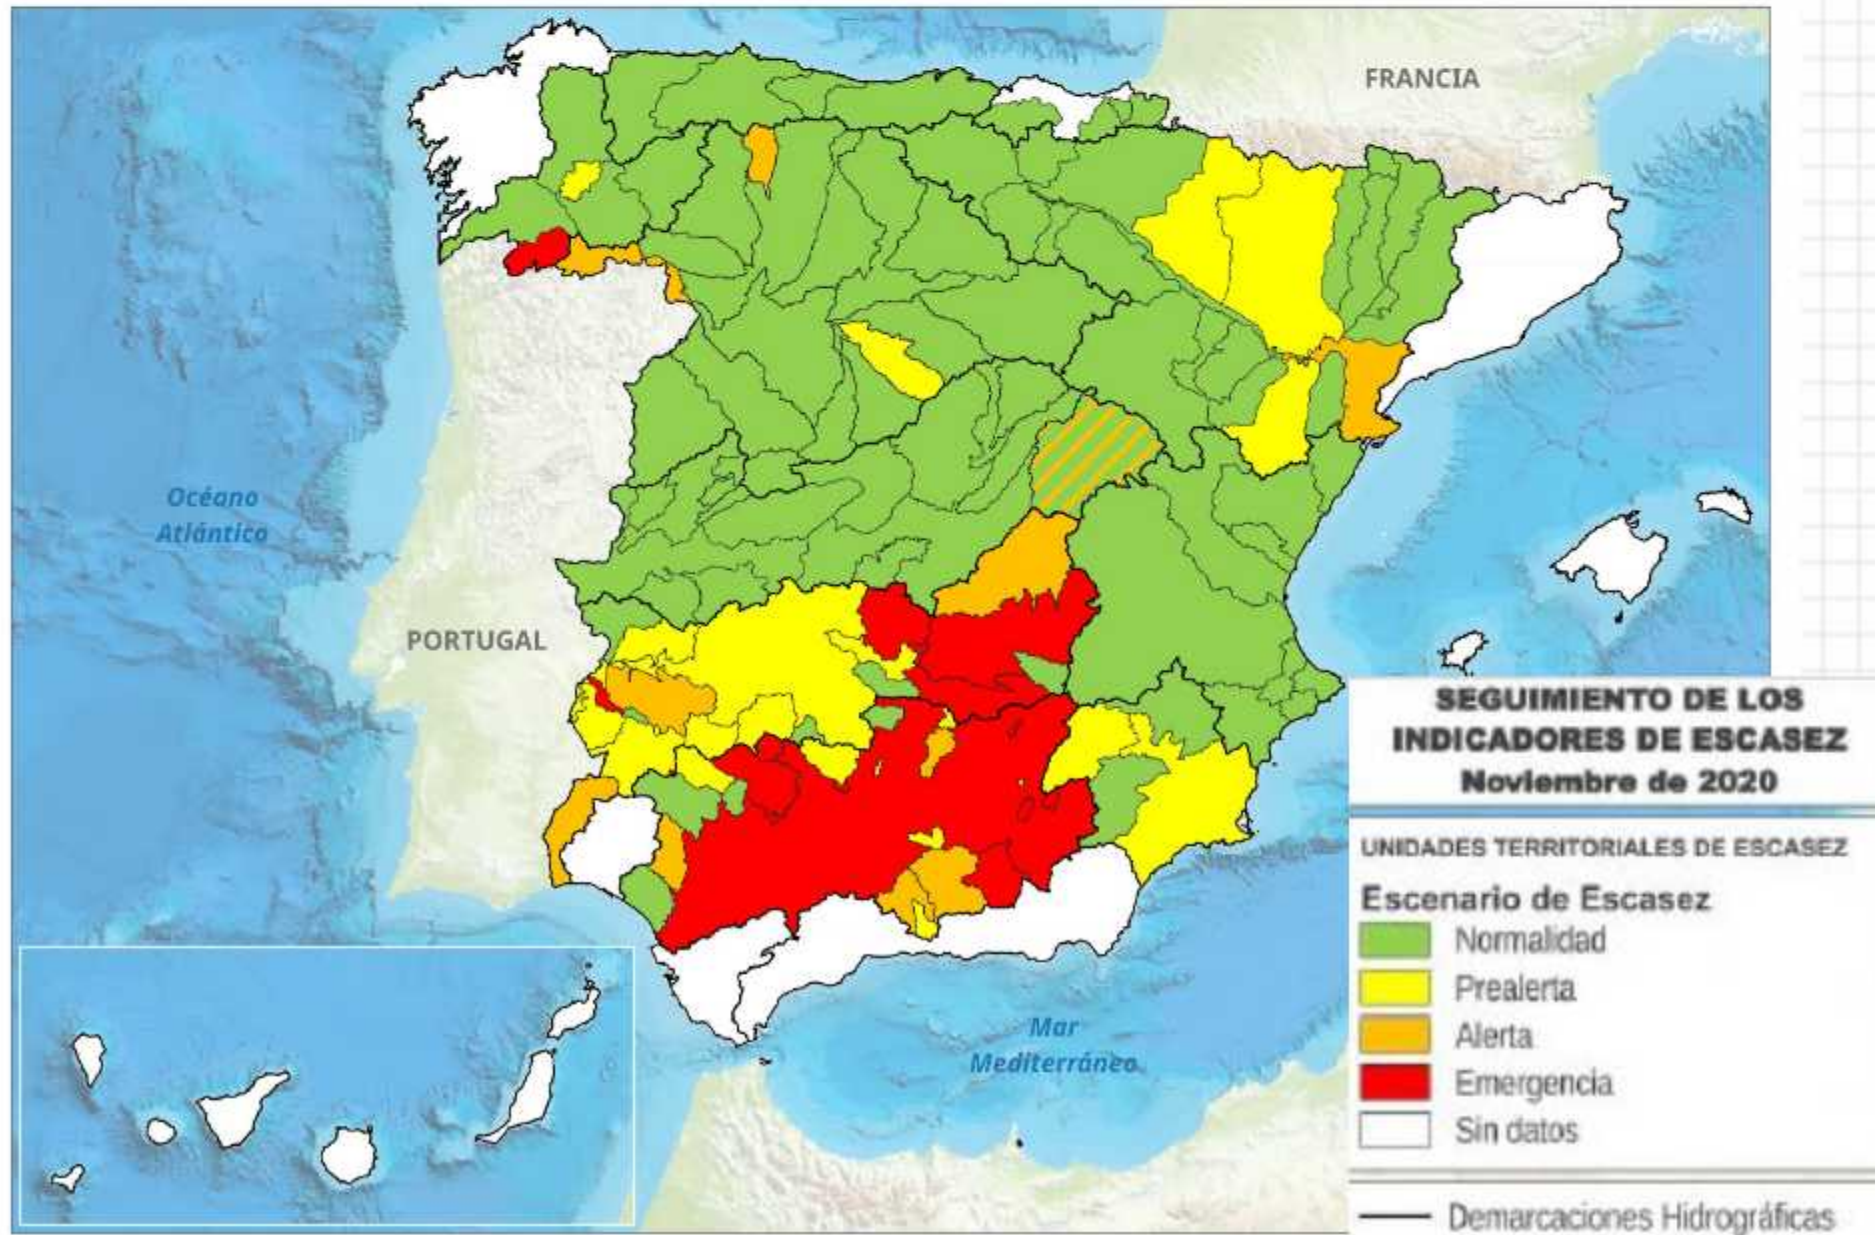 FRANCIA
Océano
Atlántico
PORTUGAL
Mar
Mediterráneo
SEGUIMIENTO DE LOS
INDICADORES DE ESCASEZ
Noviembre de 2020
UNIDADES TERRITORIALES DE ESCASEZ
Escenario de Escasez
Normalidad
Prealerta
Alerta
Emergencia
Sin datos
Demarcaciones Hidrográficas